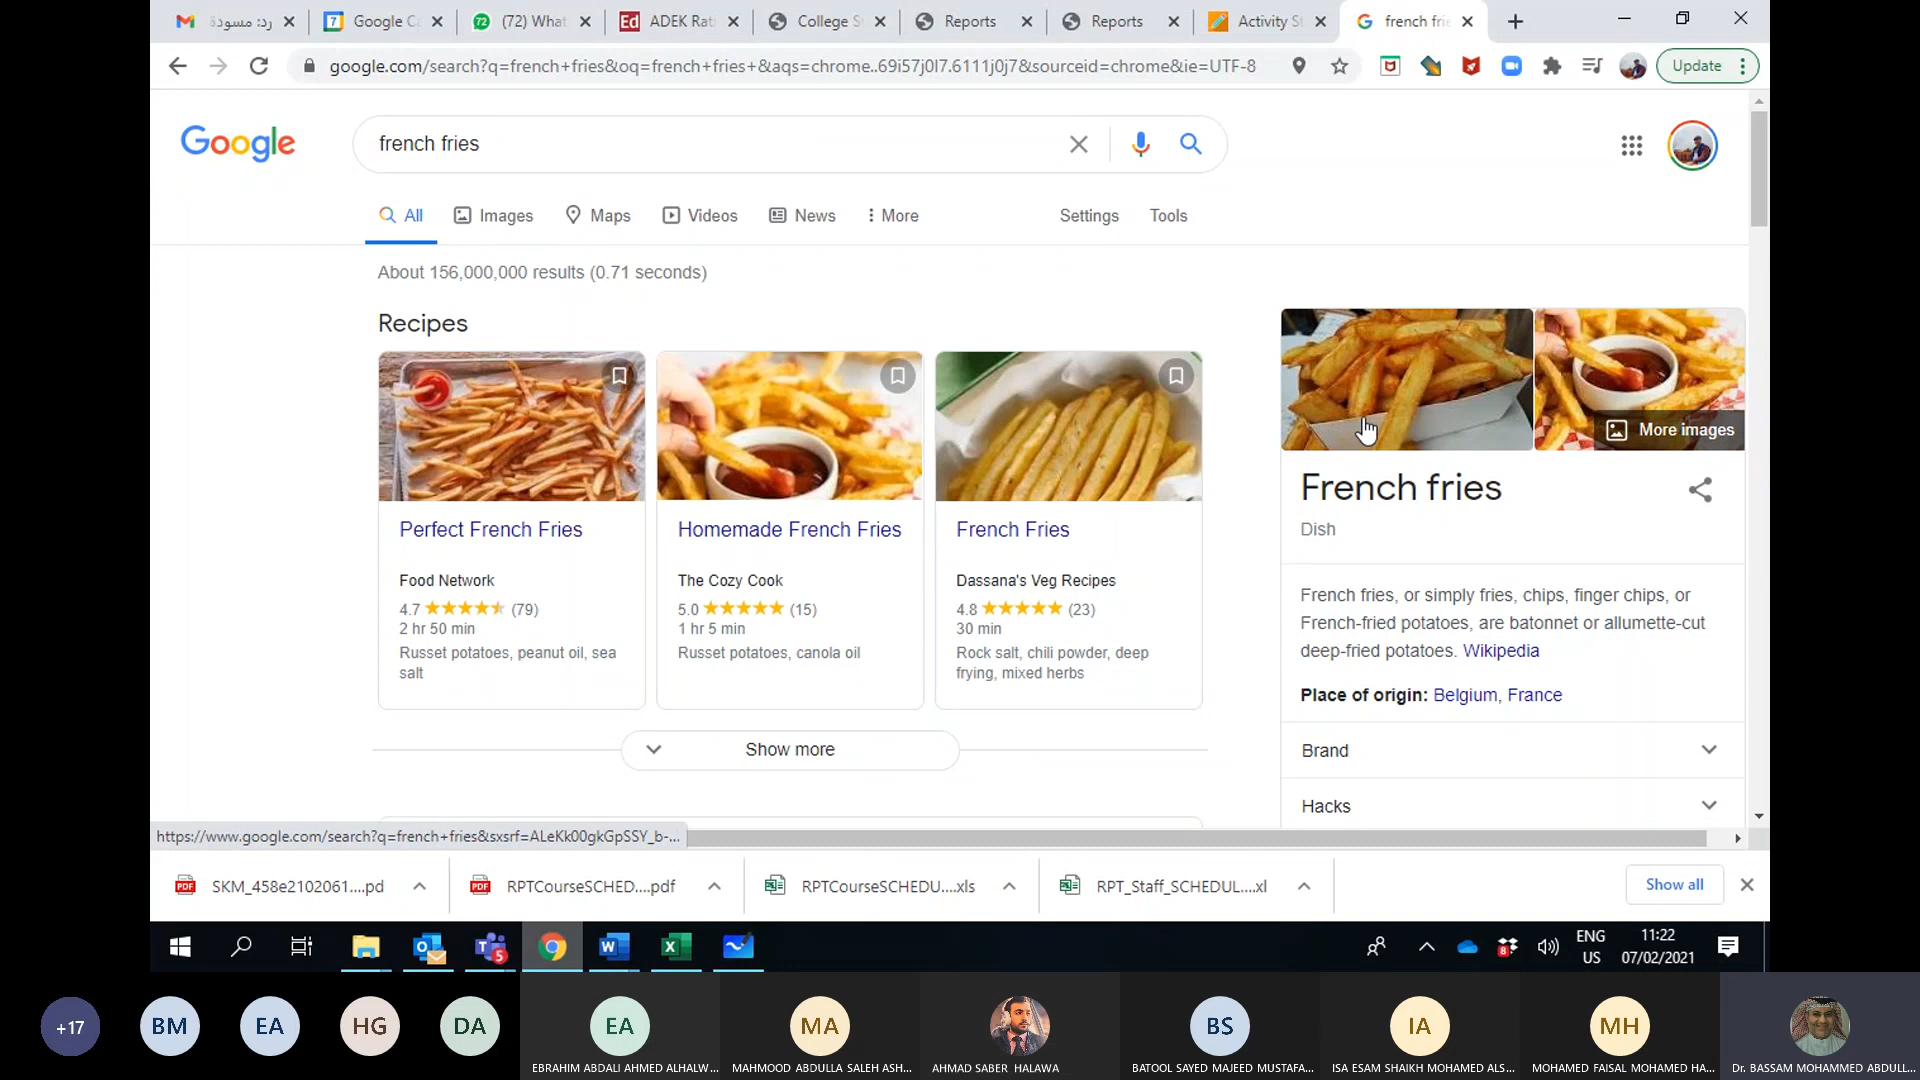 رد: مسودة
Google Ca
(72) What
ADEK Rat
College S
Reports
Reports
Activity St
french frie
google.com/search?q=french+fries&oq=french+fries+&aqs=chrome..69i57j0l7.6111j0j7&sourceid=chrome&ie=UTF-8
Update
Google
french fries
All
Images
Maps
Videos
News
More
Settings
Tools
About 156,000,000 results (0.71 seconds)
Recipes
Perfect French Fries
Food Network
4.7 (79)
2 hr 50 min
Russet potatoes, peanut oil, sea
salt
Homemade French Fries
The Cozy Cook
5.0 (15)
1 hr 5 min
Russet potatoes, canola oil
French Fries
Dassana's Veg Recipes
4.8 (23)
30 min
Rock salt, chili powder, deep
frying, mixed herbs
Show more
More images
French fries
Dish
French fries, or simply fries, chips, finger chips, or
French-fried potatoes, are batonnet or allumette-cut
deep-fried potatoes. Wikipedia
Place of origin: Belgium, France
Brand
Hacks
https://www.google.com/search?q=french+fries&sxsrf=ALeKk00gkGpSSY_b-...
SKM_458e2102061....pd
RPTCourseSCHED....pdf
RPTCourseSCHEDU....xls
RPT_Staff_SCHEDUL....xl
Show all
ENG
US
11:22
07/02/2021
+17
BM
EA
HG
DA
EA
EBRAHIM ABDALI AHMED ALHALW...
MA
MAHMOOD ABDULLA SALEH ASH...
AHMAD SABER HALAWA
BS
BATOOL SAYED MAJEED MUSTAFA...
IA
ISA ESAM SHAIKH MOHAMED ALS...
MH
MOHAMED FAISAL MOHAMED HA...
Dr. BASSAM MOHAMMED ABDULL...